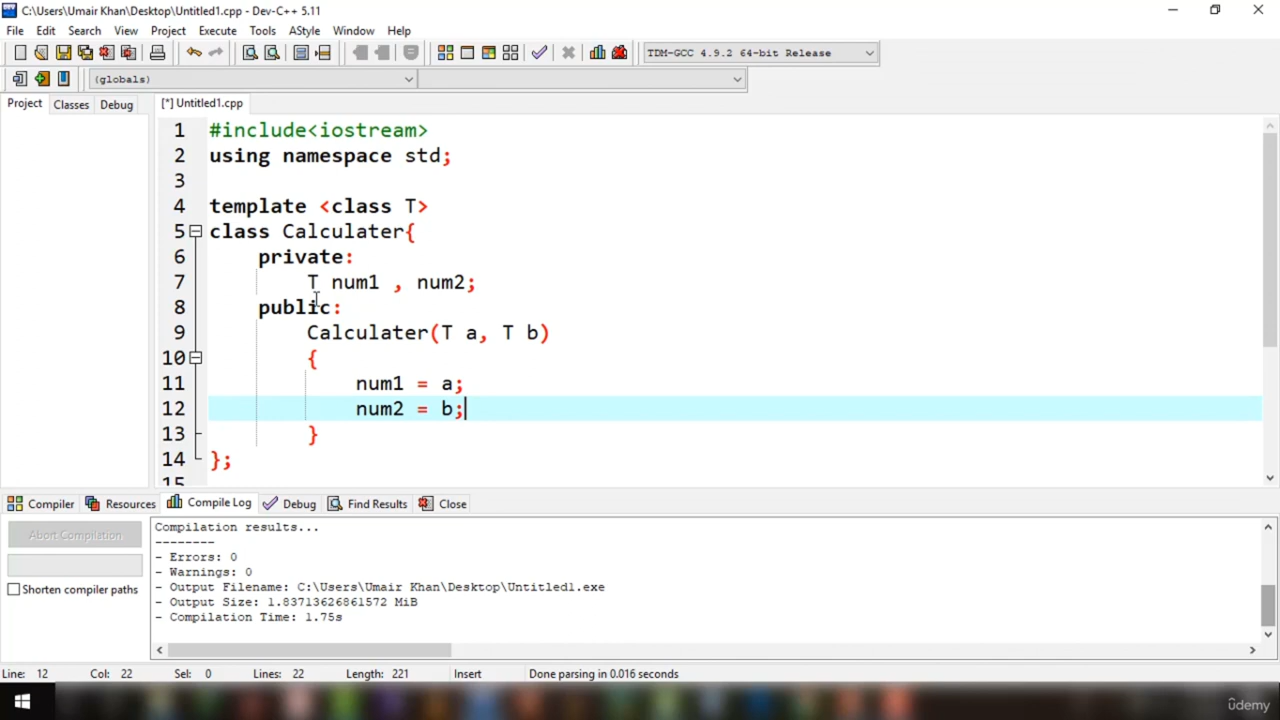 C:\Users\Umair Khan\Desktop\Untitled1.cpp - Dev-C++ 5.11
File Edit Search View Project Execute Tools AStyle Window Help
TDM-GCC 4.9.2 64-bit Release
(globals)
Project Classes Debug [*] Untitled1.cpp
1 #include<iostream>
2 using namespace std;
3
4 template <class T>
5 class Calculater{
6 private:
7 T num1 , num2;
8 public:
9 Calculater(T a, T b)
10 {
11 num1 = a;
12 num2 = b;
13 }
14 };
15
Compiler Resources Compile Log Debug Find Results Close
Abort Compilation
Shorten compiler paths
Compilation results...
--------
- Errors: 0
- Warnings: 0
- Output Filename: C:\Users\Umair Khan\Desktop\Untitled1.exe
- Output Size: 1.83713626861572 MiB
- Compilation Time: 1.75s
Line: 12 Col: 22 Sel: 0 Lines: 22 Length: 221 Insert Done parsing in 0.016 seconds
ûdemy